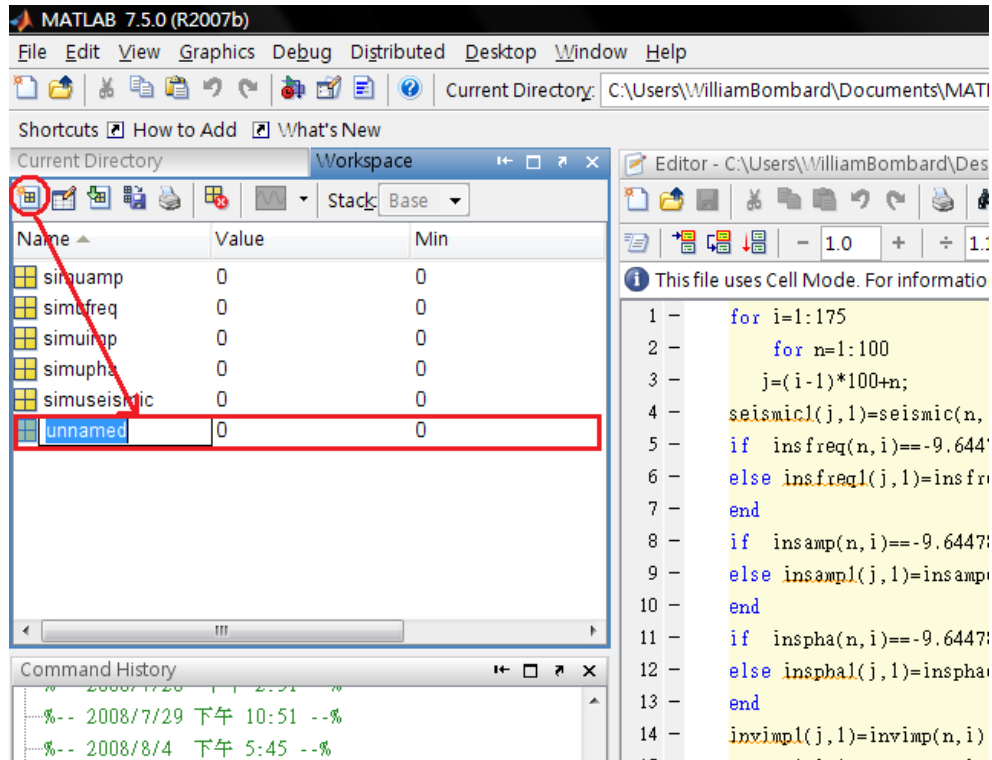 MATLAB 7.5.0 (R2007b)
File Edit View Graphics Debug Distributed Desktop Window Help
Current Directory: C:\Users\WilliamBombard\Documents\MATL
Shortcuts How to Add What's New
Current Directory Workspace
Stack: Base
Name Value Min
simuamp 0 0
simufreq 0 0
simuimp 0 0
simupha 0 0
simuseismic 0 0
unnamed 0 0
Command History
%-- 2008/7/29 下午 10:51 --%
%-- 2008/8/4 下午 5:45 --%
Editor - C:\Users\WilliamBombard\Des
1.0 1.1
This file uses Cell Mode. For informatio
1 for i=1:175
2 for n=1:100
3 j=(i-1)*100+n;
4 seismic1(j,1)=seismic(n,
5 if insfreq(n,i)==-9.6447
6 else insfreq1(j,1)=insfre
7 end
8 if insamp(n,i)==-9.64478
9 else insamp1(j,1)=insamp(
10 end
11 if inspha(n,i)==-9.64478
12 else inspha1(j,1)=inspha(
13 end
14 invimp1(j,1)=invimp(n,i)